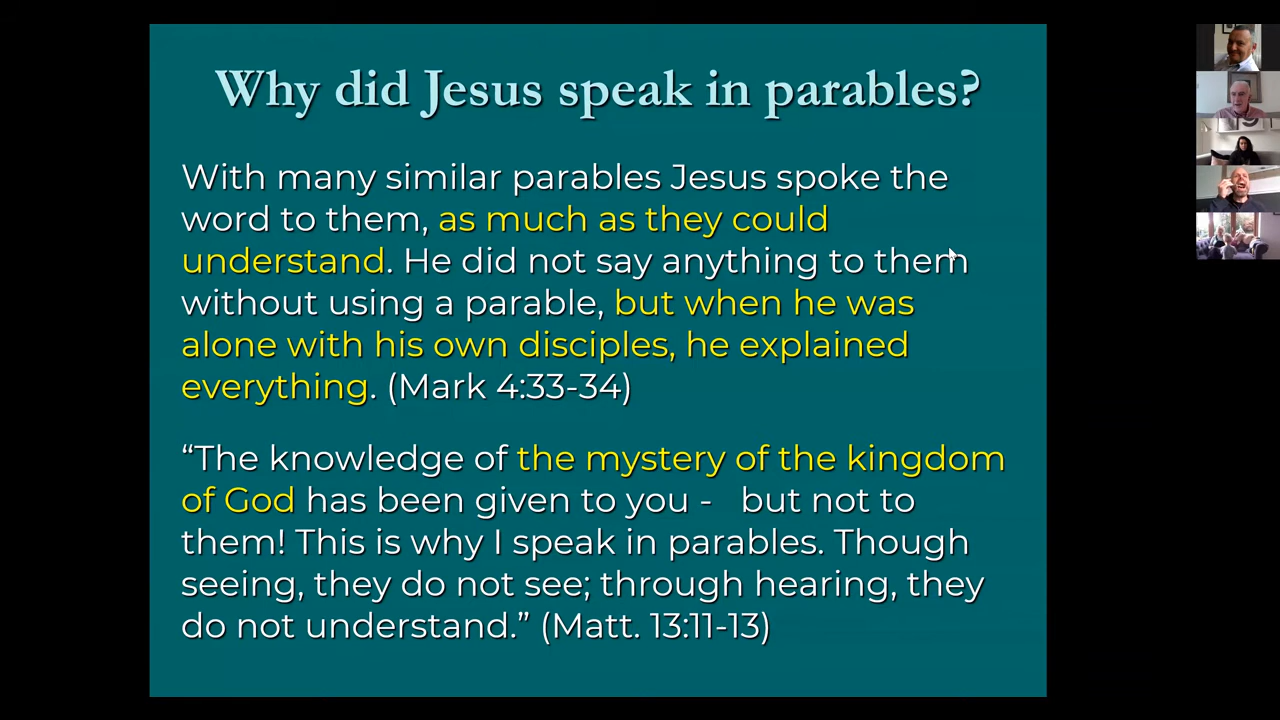 Why did Jesus speak in parables?
With many similar parables Jesus spoke the
word to them, as much as they could
understand. He did not say anything to them
without using a parable, but when he was
alone with his own disciples, he explained
everything. (Mark 4:33-34)
“The knowledge of the mystery of the kingdom
of God has been given to you - but not to
them! This is why I speak in parables. Though
seeing, they do not see; through hearing, they
do not understand.” (Matt. 13:11-13)